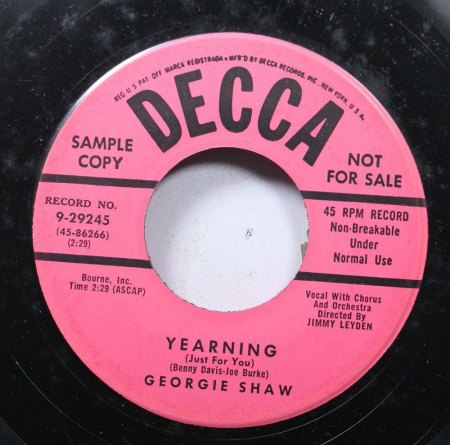 REG U S PAT OFF MARCA REGISTRADA • MF'D BY DECCA RECORDS, INC., NEW YORK, U.S.A.
DECCA
SAMPLE
COPY
NOT
FOR SALE
RECORD NO.
9-29245
(45-86266)
(2:29)
45 RPM RECORD
Non-Breakable
Under
Normal Use
Bourne, Inc.
Time 2:29 (ASCAP)
Vocal With Chorus
And Orchestra
Directed By
JIMMY LEYDEN
YEARNING
(Just For You)
(Benny Davis-Joe Burke)
GEORGIE SHAW